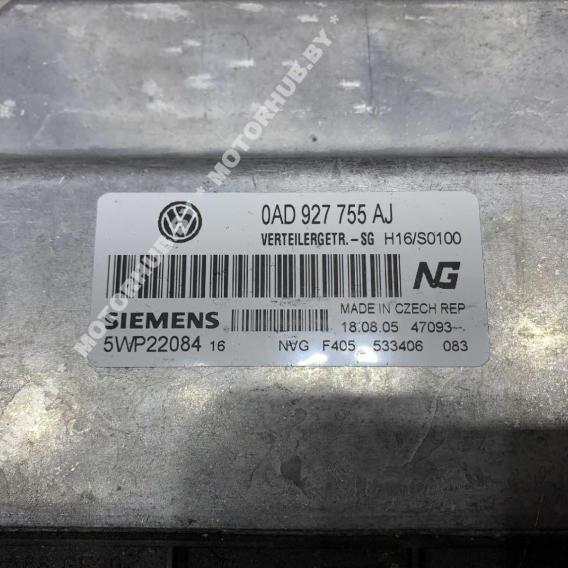 0AD 927 755 AJ
VERTEILERGETR.-SG H16/S0100
NG
MADE IN CZECH REP
SIEMENS
18.08.05 47093
5WP22084 16 NVG F405 533406 083
* MOTORHUB.BY *
MOTORHUB.BY